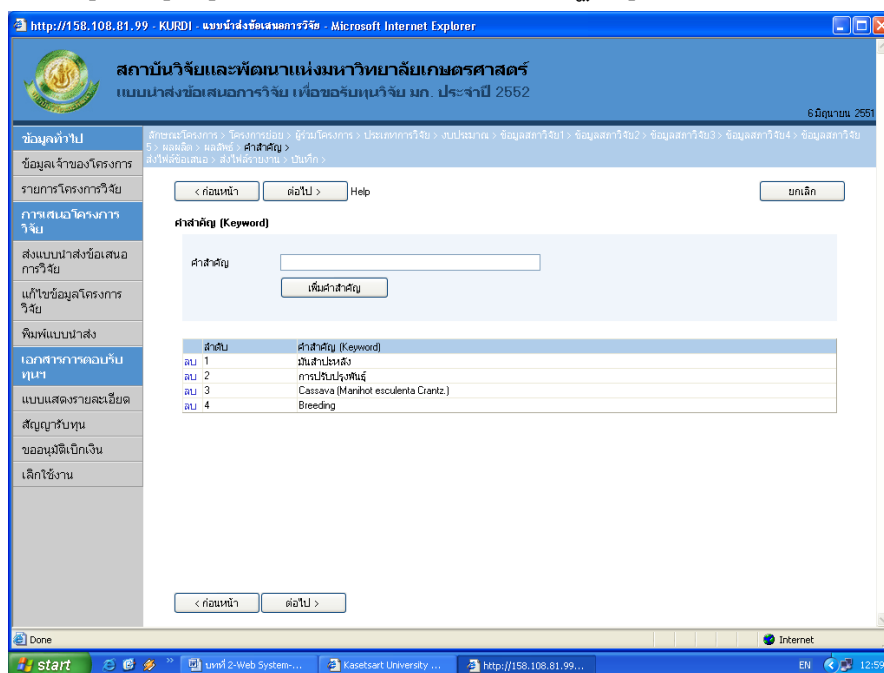 http://158.108.81.99 - KURDI - แบบนำส่งข้อเสนอการวิจัย - Microsoft Internet Explorer
สถาบันวิจัยและพัฒนาแห่งมหาวิทยาลัยเกษตรศาสตร์
แบบนำส่งข้อเสนอการวิจัย เพื่อขอรับทุนวิจัย มก. ประจำปี 2552
6 มิถุนายน 2551
ลักษณะโครงการ > โครงการย่อย > ผู้ร่วมโครงการ > ประเภทการวิจัย > งบประมาณ > ข้อมูลสภาวิจัย1 > ข้อมูลสภาวิจัย2 > ข้อมูลสภาวิจัย3 > ข้อมูลสภาวิจัย4 > ข้อมูลสภาวิจัย
5 > ผลผลิต > ผลลัพธ์ > คำสำคัญ >
ส่งไฟล์ข้อเสนอ > ส่งไฟล์รายงาน > บันทึก >
ข้อมูลทั่วไป
ข้อมูลเจ้าของโครงการ
รายการโครงการวิจัย
การเสนอโครงการ
วิจัย
ส่งแบบนำส่งข้อเสนอ
การวิจัย
แก้ไขข้อมูลโครงการ
วิจัย
พิมพ์แบบนำส่ง
เอกสารการตอบรับ
ทุนฯ
แบบแสดงรายละเอียด
สัญญารับทุน
ขออนุมัติเบิกเงิน
เลิกใช้งาน
< ก่อนหน้า ต่อไป > Help ยกเลิก
คำสำคัญ (Keyword)
คำสำคัญ
เพิ่มคำสำคัญ
ลำดับ คำสำคัญ (Keyword)
ลบ 1 มันสำปะหลัง
ลบ 2 การปรับปรุงพันธุ์
ลบ 3 Cassava (Manihot esculenta Crantz.)
ลบ 4 Breeding
< ก่อนหน้า ต่อไป >
Done Internet
start บทที่ 2-Web System-... Kasetsart University ... http://158.108.81.99... EN 12:59